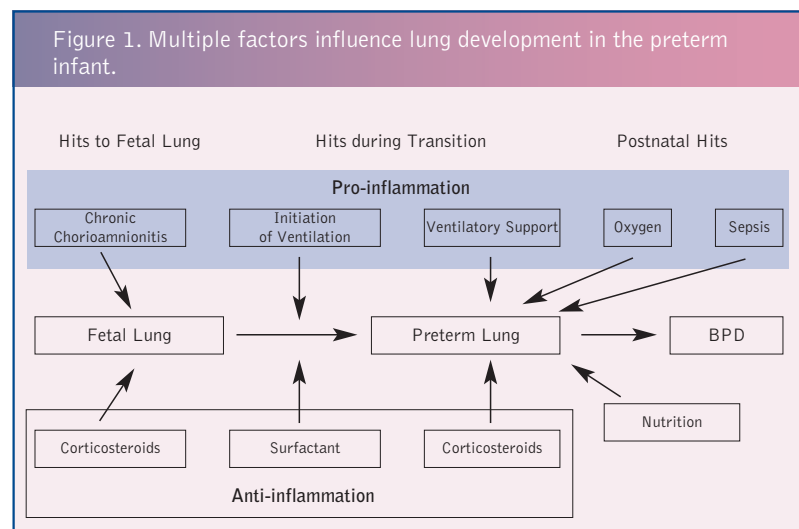 Figure 1. Multiple factors influence lung development in the preterm
infant.
Hits to Fetal Lung
Hits during Transition
Postnatal Hits
Pro-inflammation
Chronic
Chorioamnionitis
Initiation
of Ventilation
Ventilatory Support
Oxygen
Sepsis
Fetal Lung
Preterm Lung
BPD
Nutrition
Corticosteroids
Surfactant
Corticosteroids
Anti-inflammation